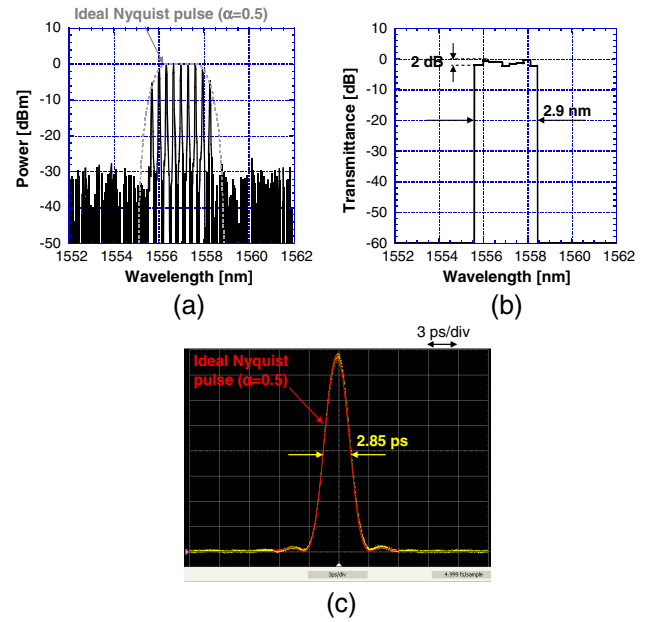 Ideal Nyquist pulse (α=0.5)
10
0
-10
-20
-30
-40
-50
Power [dBm]
1552 1554 1556 1558 1560 1562
Wavelength [nm]
(a)
10
0
-10
-20
-30
-40
-50
-60
Transmittance [dB]
2 dB
2.9 nm
1552 1554 1556 1558 1560 1562
Wavelength [nm]
(b)
3 ps/div
Ideal Nyquist
pulse (α=0.5)
2.85 ps
3ps/div
4.999 fs/sample
(c)